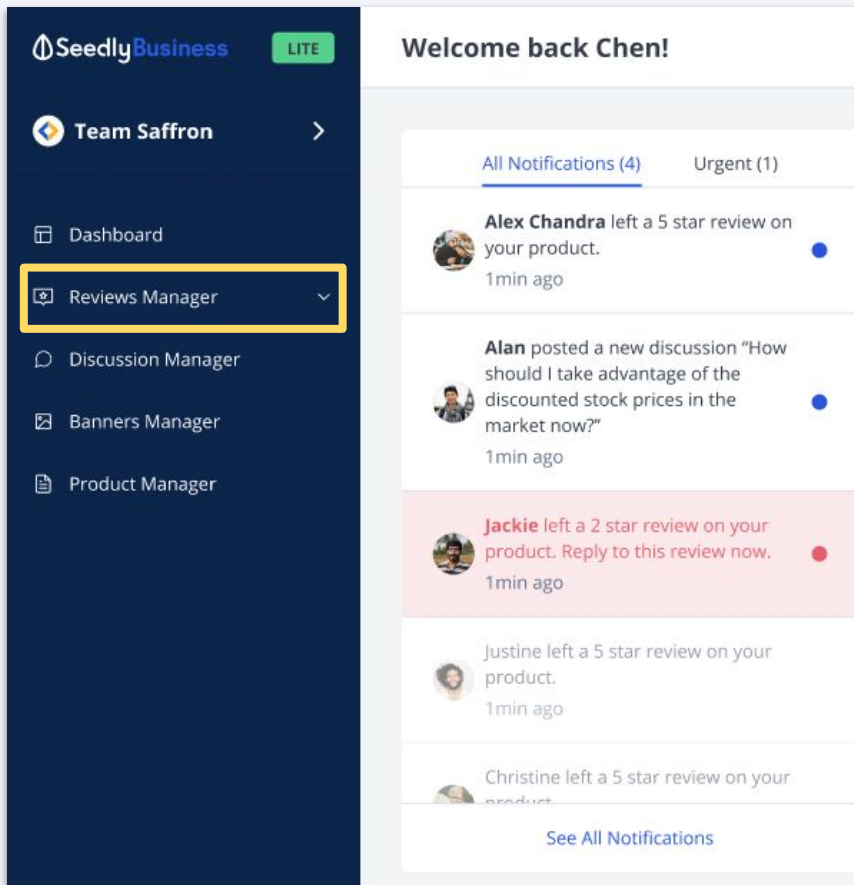 SeedlyBusiness
LITE
Team Saffron
Dashboard
Reviews Manager
Discussion Manager
Banners Manager
Product Manager
Welcome back Chen!
All Notifications (4)
Urgent (1)
Alex Chandra left a 5 star review on
your product.
1min ago
Alan posted a new discussion “How
should I take advantage of the
discounted stock prices in the
market now?”
1min ago
Jackie left a 2 star review on your
product. Reply to this review now.
1min ago
Justine left a 5 star review on your
product.
1min ago
Christine left a 5 star review on your
product
See All Notifications